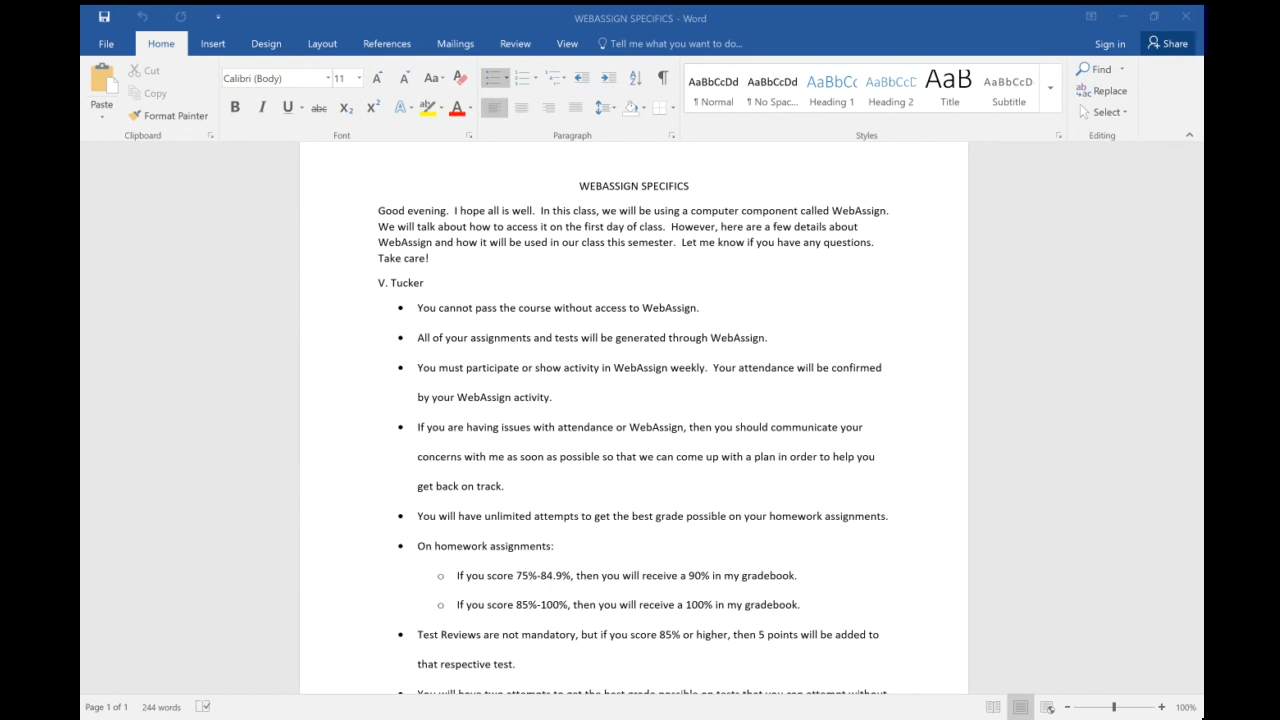 WEBASSIGN SPECIFICS - Word
File Home Insert Design Layout References Mailings Review View Tell me what you want to do... Sign in Share
Paste
Cut
Copy
Format Painter
Clipboard
Calibri (Body) 11
Aa
B I U abc X₂ X² A A
Font
Paragraph
AaBbCcDd AaBbCcDd AaBbCc AaBbCcD AaB AaBbCcD
¶ Normal ¶ No Spac... Heading 1 Heading 2 Title Subtitle
Styles
Find
Replace
Select
Editing
WEBASSIGN SPECIFICS
Good evening. I hope all is well. In this class, we will be using a computer component called WebAssign.
We will talk about how to access it on the first day of class. However, here are a few details about
WebAssign and how it will be used in our class this semester. Let me know if you have any questions.
Take care!
V. Tucker
• You cannot pass the course without access to WebAssign.
• All of your assignments and tests will be generated through WebAssign.
• You must participate or show activity in WebAssign weekly. Your attendance will be confirmed
by your WebAssign activity.
• If you are having issues with attendance or WebAssign, then you should communicate your
concerns with me as soon as possible so that we can come up with a plan in order to help you
get back on track.
• You will have unlimited attempts to get the best grade possible on your homework assignments.
• On homework assignments:
o If you score 75%-84.9%, then you will receive a 90% in my gradebook.
o If you score 85%-100%, then you will receive a 100% in my gradebook.
• Test Reviews are not mandatory, but if you score 85% or higher, then 5 points will be added to
that respective test.
• You will have two attempts to get the best grade possible on tests that you can attempt without
Page 1 of 1 244 words 100%